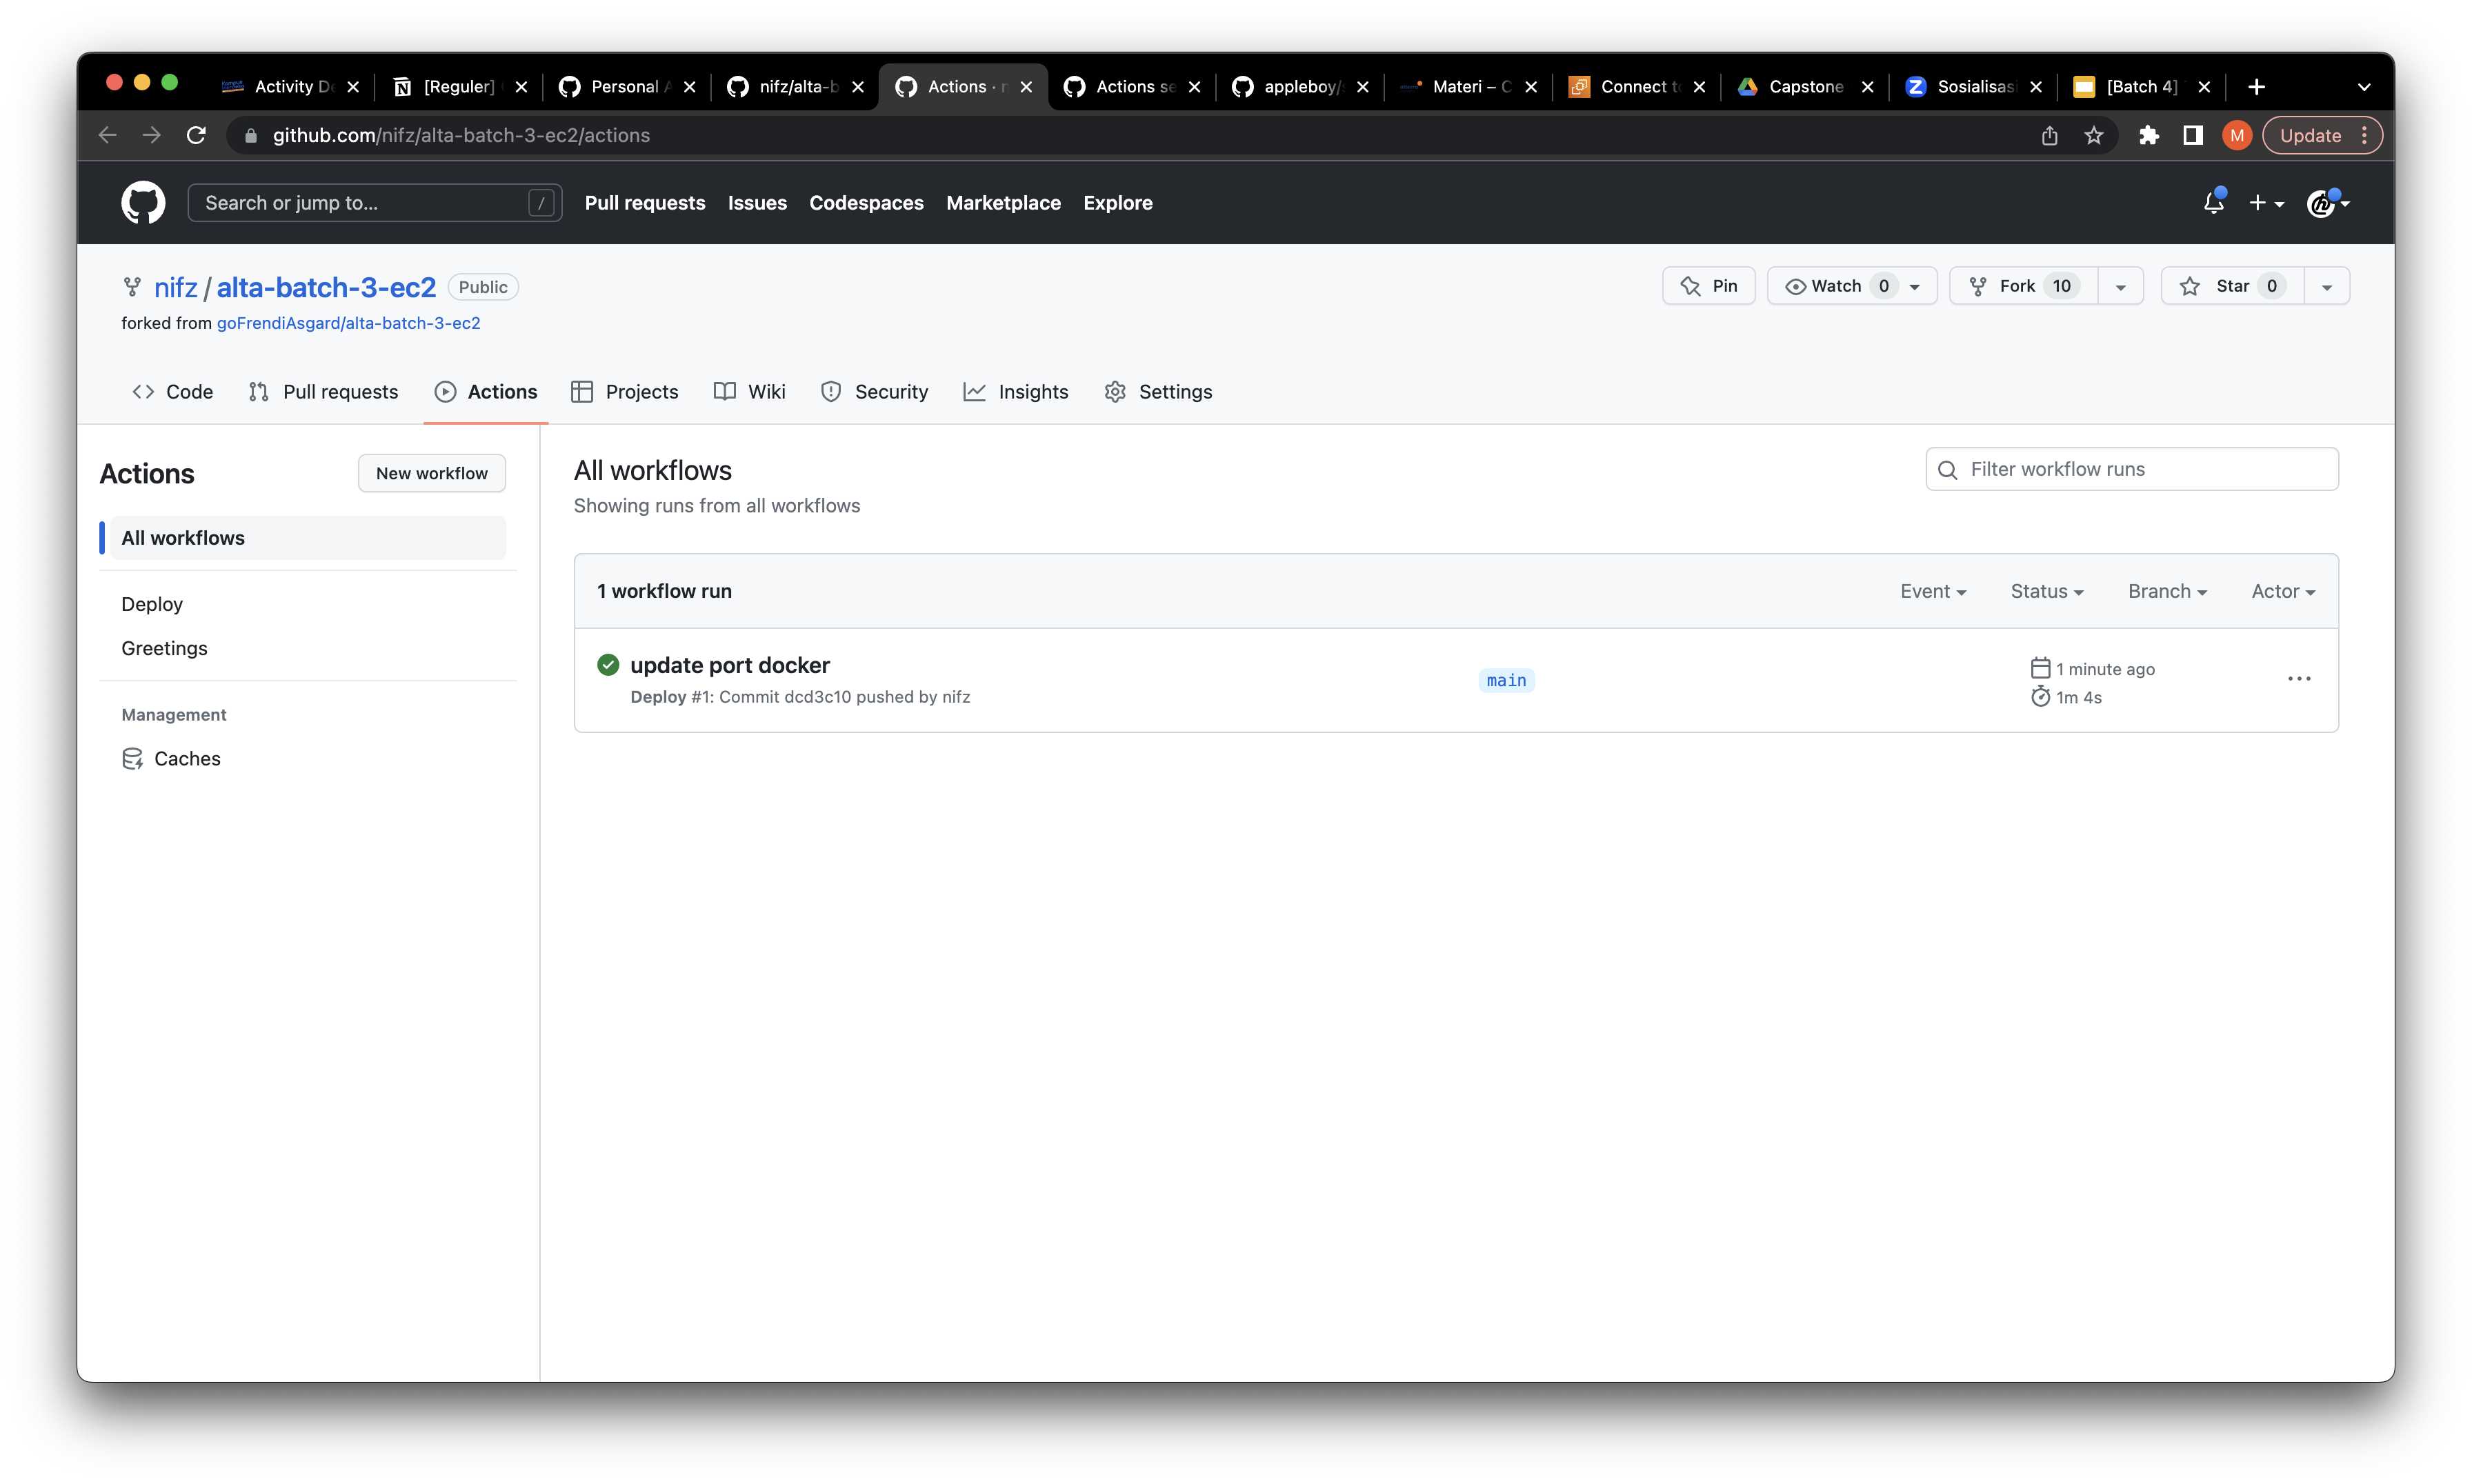 Activity De
[Reguler]
Personal A
nifz/alta-b
Actions · n
Actions se
appleboy/s
Materi – C
Connect to
Capstone
Sosialisasi
[Batch 4]
github.com/nifz/alta-batch-3-ec2/actions
M
Update
Search or jump to...
/
Pull requests
Issues
Codespaces
Marketplace
Explore
nifz / alta-batch-3-ec2
Public
Pin
Watch 0
Fork 10
Star 0
forked from goFrendiAsgard/alta-batch-3-ec2
Code
Pull requests
Actions
Projects
Wiki
Security
Insights
Settings
Actions
New workflow
All workflows
Deploy
Greetings
Management
Caches
All workflows
Showing runs from all workflows
Filter workflow runs
1 workflow run
Event
Status
Branch
Actor
update port docker
Deploy #1: Commit dcd3c10 pushed by nifz
main
1 minute ago
1m 4s